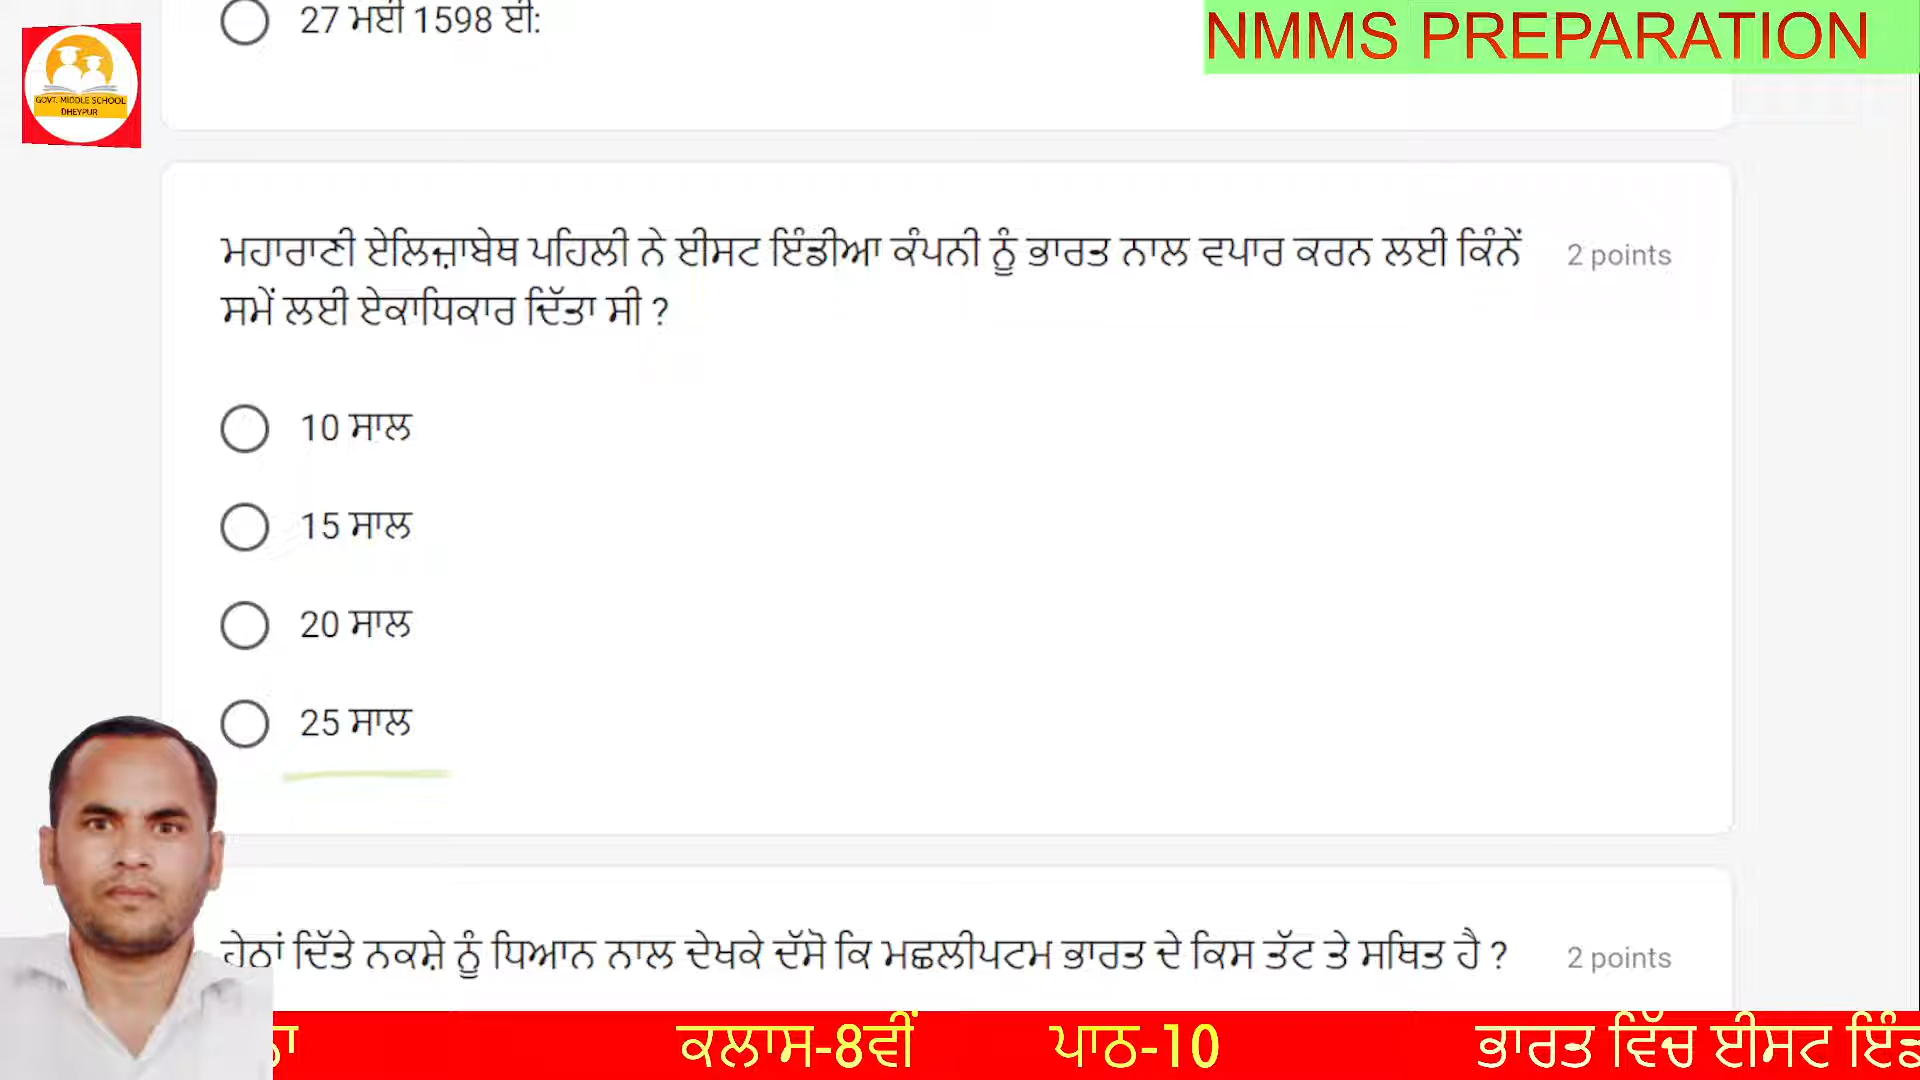 27 ਮਈ 1598 ਈ:
NMMS PREPARATION
GOVT. MIDDLE SCHOOL
DHEYPUR
ਮਹਾਰਾਣੀ ਏਲਿਜ਼ਾਬੇਥ ਪਹਿਲੀ ਨੇ ਈਸਟ ਇੰਡੀਆ ਕੰਪਨੀ ਨੂੰ ਭਾਰਤ ਨਾਲ ਵਪਾਰ ਕਰਨ ਲਈ ਕਿੰਨੇਂ 2 points
ਸਮੇਂ ਲਈ ਏਕਾਧਿਕਾਰ ਦਿੱਤਾ ਸੀ ?
10 ਸਾਲ
15 ਸਾਲ
20 ਸਾਲ
25 ਸਾਲ
ਹੇਠਾਂ ਦਿੱਤੇ ਨਕਸ਼ੇ ਨੂੰ ਧਿਆਨ ਨਾਲ ਦੇਖਕੇ ਦੱਸੋ ਕਿ ਮਛਲੀਪਟਮ ਭਾਰਤ ਦੇ ਕਿਸ ਤੱਟ ਤੇ ਸਥਿਤ ਹੈ ? 2 points
ਕਲਾਸ-8ਵੀਂ ਪਾਠ-10 ਭਾਰਤ ਵਿੱਚ ਈਸਟ